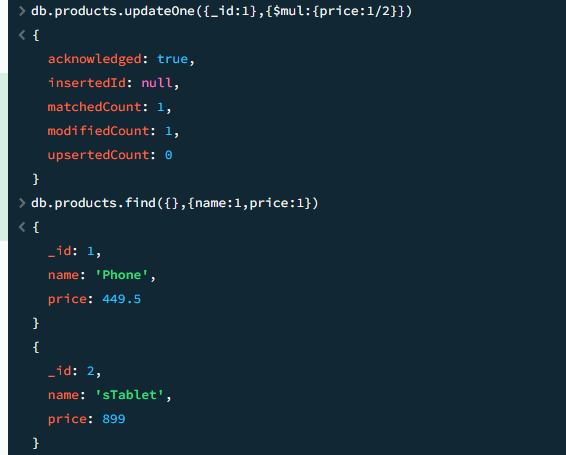 > db.products.updateOne({_id:1},{$mul:{price:1/2}})
< {
acknowledged: true,
insertedId: null,
matchedCount: 1,
modifiedCount: 1,
upsertedCount: 0
}
> db.products.find({},{name:1,price:1})
< {
_id: 1,
name: 'Phone',
price: 449.5
}
{
_id: 2,
name: 'sTablet',
price: 899
}